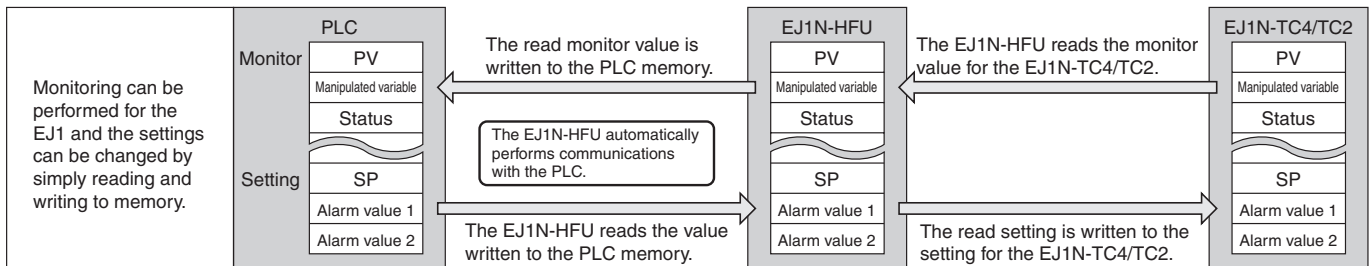 Monitoring can be
performed for the
EJ1 and the settings
can be changed by
simply reading and
writing to memory.
PLC
Monitor
PV
Manipulated variable
Status
Setting
SP
Alarm value 1
Alarm value 2
The read monitor value is
written to the PLC memory.
The EJ1N-HFU automatically
performs communications
with the PLC.
The EJ1N-HFU reads the value
written to the PLC memory.
EJ1N-HFU
PV
Manipulated variable
Status
SP
Alarm value 1
Alarm value 2
The EJ1N-HFU reads the monitor
value for the EJ1N-TC4/TC2.
The read setting is written to the
setting for the EJ1N-TC4/TC2.
EJ1N-TC4/TC2
PV
Manipulated variable
Status
SP
Alarm value 1
Alarm value 2